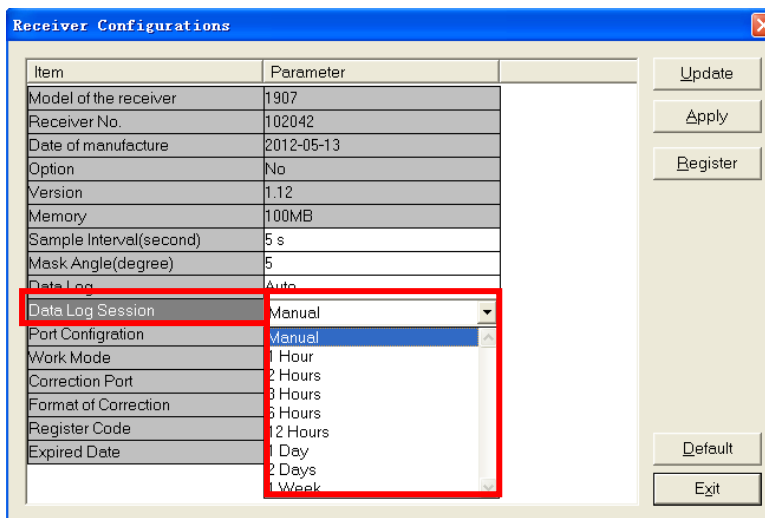 Receiver Configurations
Item Parameter
Update
Model of the receiver 1907
Receiver No. 102042
Apply
Date of manufacture 2012-05-13
Option No
Register
Version 1.12
Memory 100MB
Sample Interval(second) 5 s
Mask Angle(degree) 5
Data Log Auto
Data Log Session Manual
Port Configration Manual
Work Mode 1 Hour
2 Hours
Correction Port
3 Hours
Format of Correction 6 Hours
Register Code 12 Hours
Expired Date 1 Day
Default
2 Days
1 Week
Exit